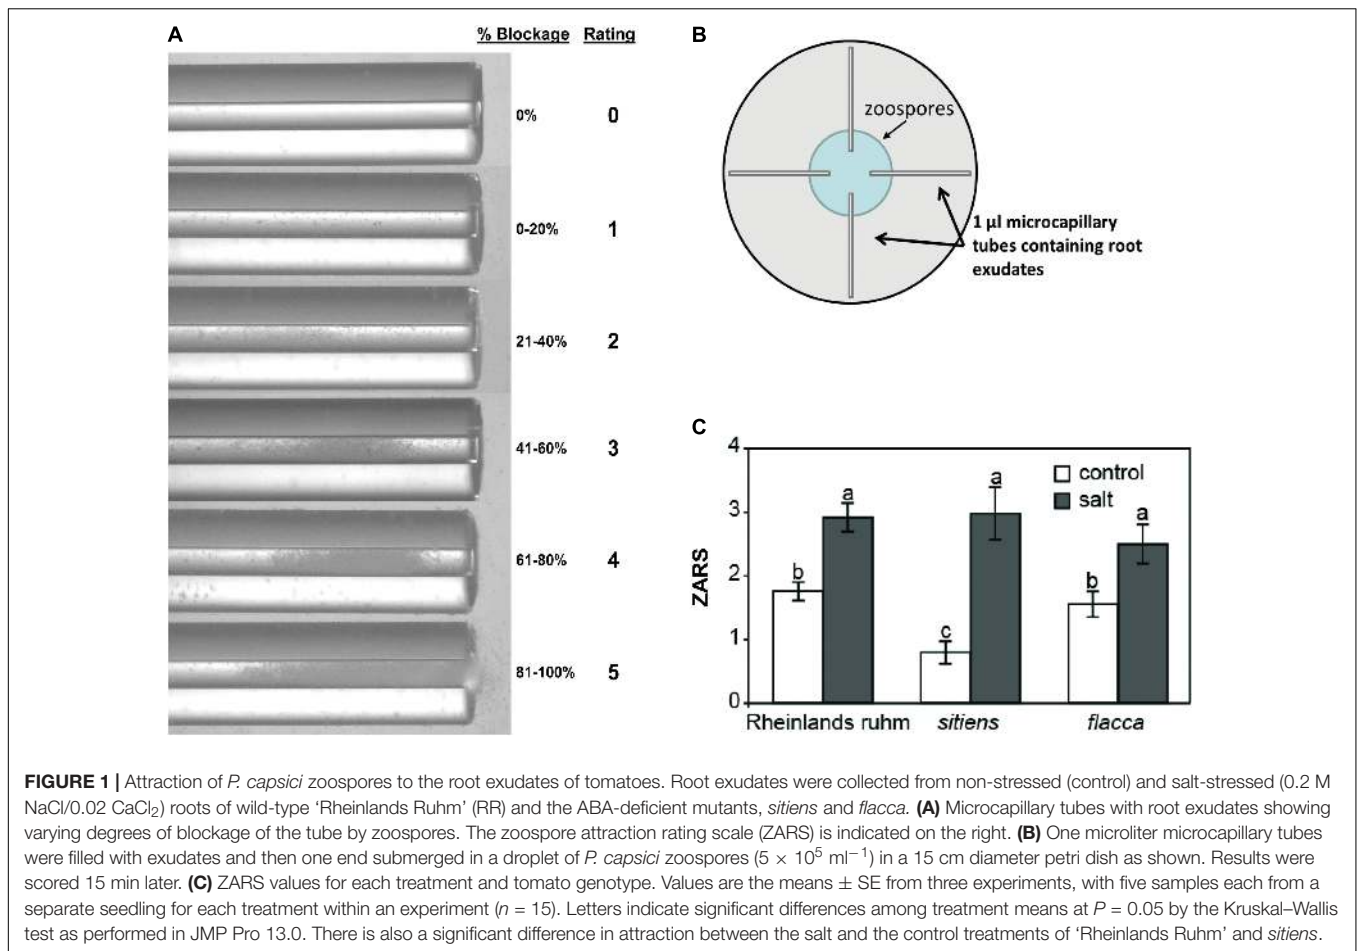 A
% Blockage Rating
0% 0
0-20% 1
21-40% 2
41-60% 3
61-80% 4
81-100% 5
B
zoospores
1 µl microcapillary
tubes containing root
exudates
C
4
3
2
1
0
ZARS
control
salt
b
a
c
a
b
a
Rheinlands ruhm sitiens flacca
FIGURE 1 | Attraction of P. capsici zoospores to the root exudates of tomatoes. Root exudates were collected from non-stressed (control) and salt-stressed (0.2 M
NaCl/0.02 CaCl₂) roots of wild-type ‘Rheinlands Ruhm’ (RR) and the ABA-deficient mutants, sitiens and flacca. (A) Microcapillary tubes with root exudates showing
varying degrees of blockage of the tube by zoospores. The zoospore attraction rating scale (ZARS) is indicated on the right. (B) One microliter microcapillary tubes
were filled with exudates and then one end submerged in a droplet of P. capsici zoospores (5 × 10⁵ ml⁻¹) in a 15 cm diameter petri dish as shown. Results were
scored 15 min later. (C) ZARS values for each treatment and tomato genotype. Values are the means ± SE from three experiments, with five samples each from a
separate seedling for each treatment within an experiment (n = 15). Letters indicate significant differences among treatment means at P = 0.05 by the Kruskal–Wallis
test as performed in JMP Pro 13.0. There is also a significant difference in attraction between the salt and the control treatments of ‘Rheinlands Ruhm’ and sitiens.